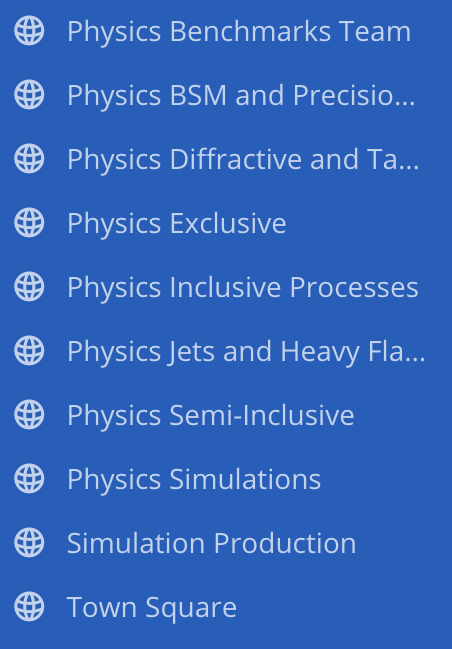 Physics Benchmarks Team
Physics BSM and Precisio...
Physics Diffractive and Ta...
Physics Exclusive
Physics Inclusive Processes
Physics Jets and Heavy Fla...
Physics Semi-Inclusive
Physics Simulations
Simulation Production
Town Square